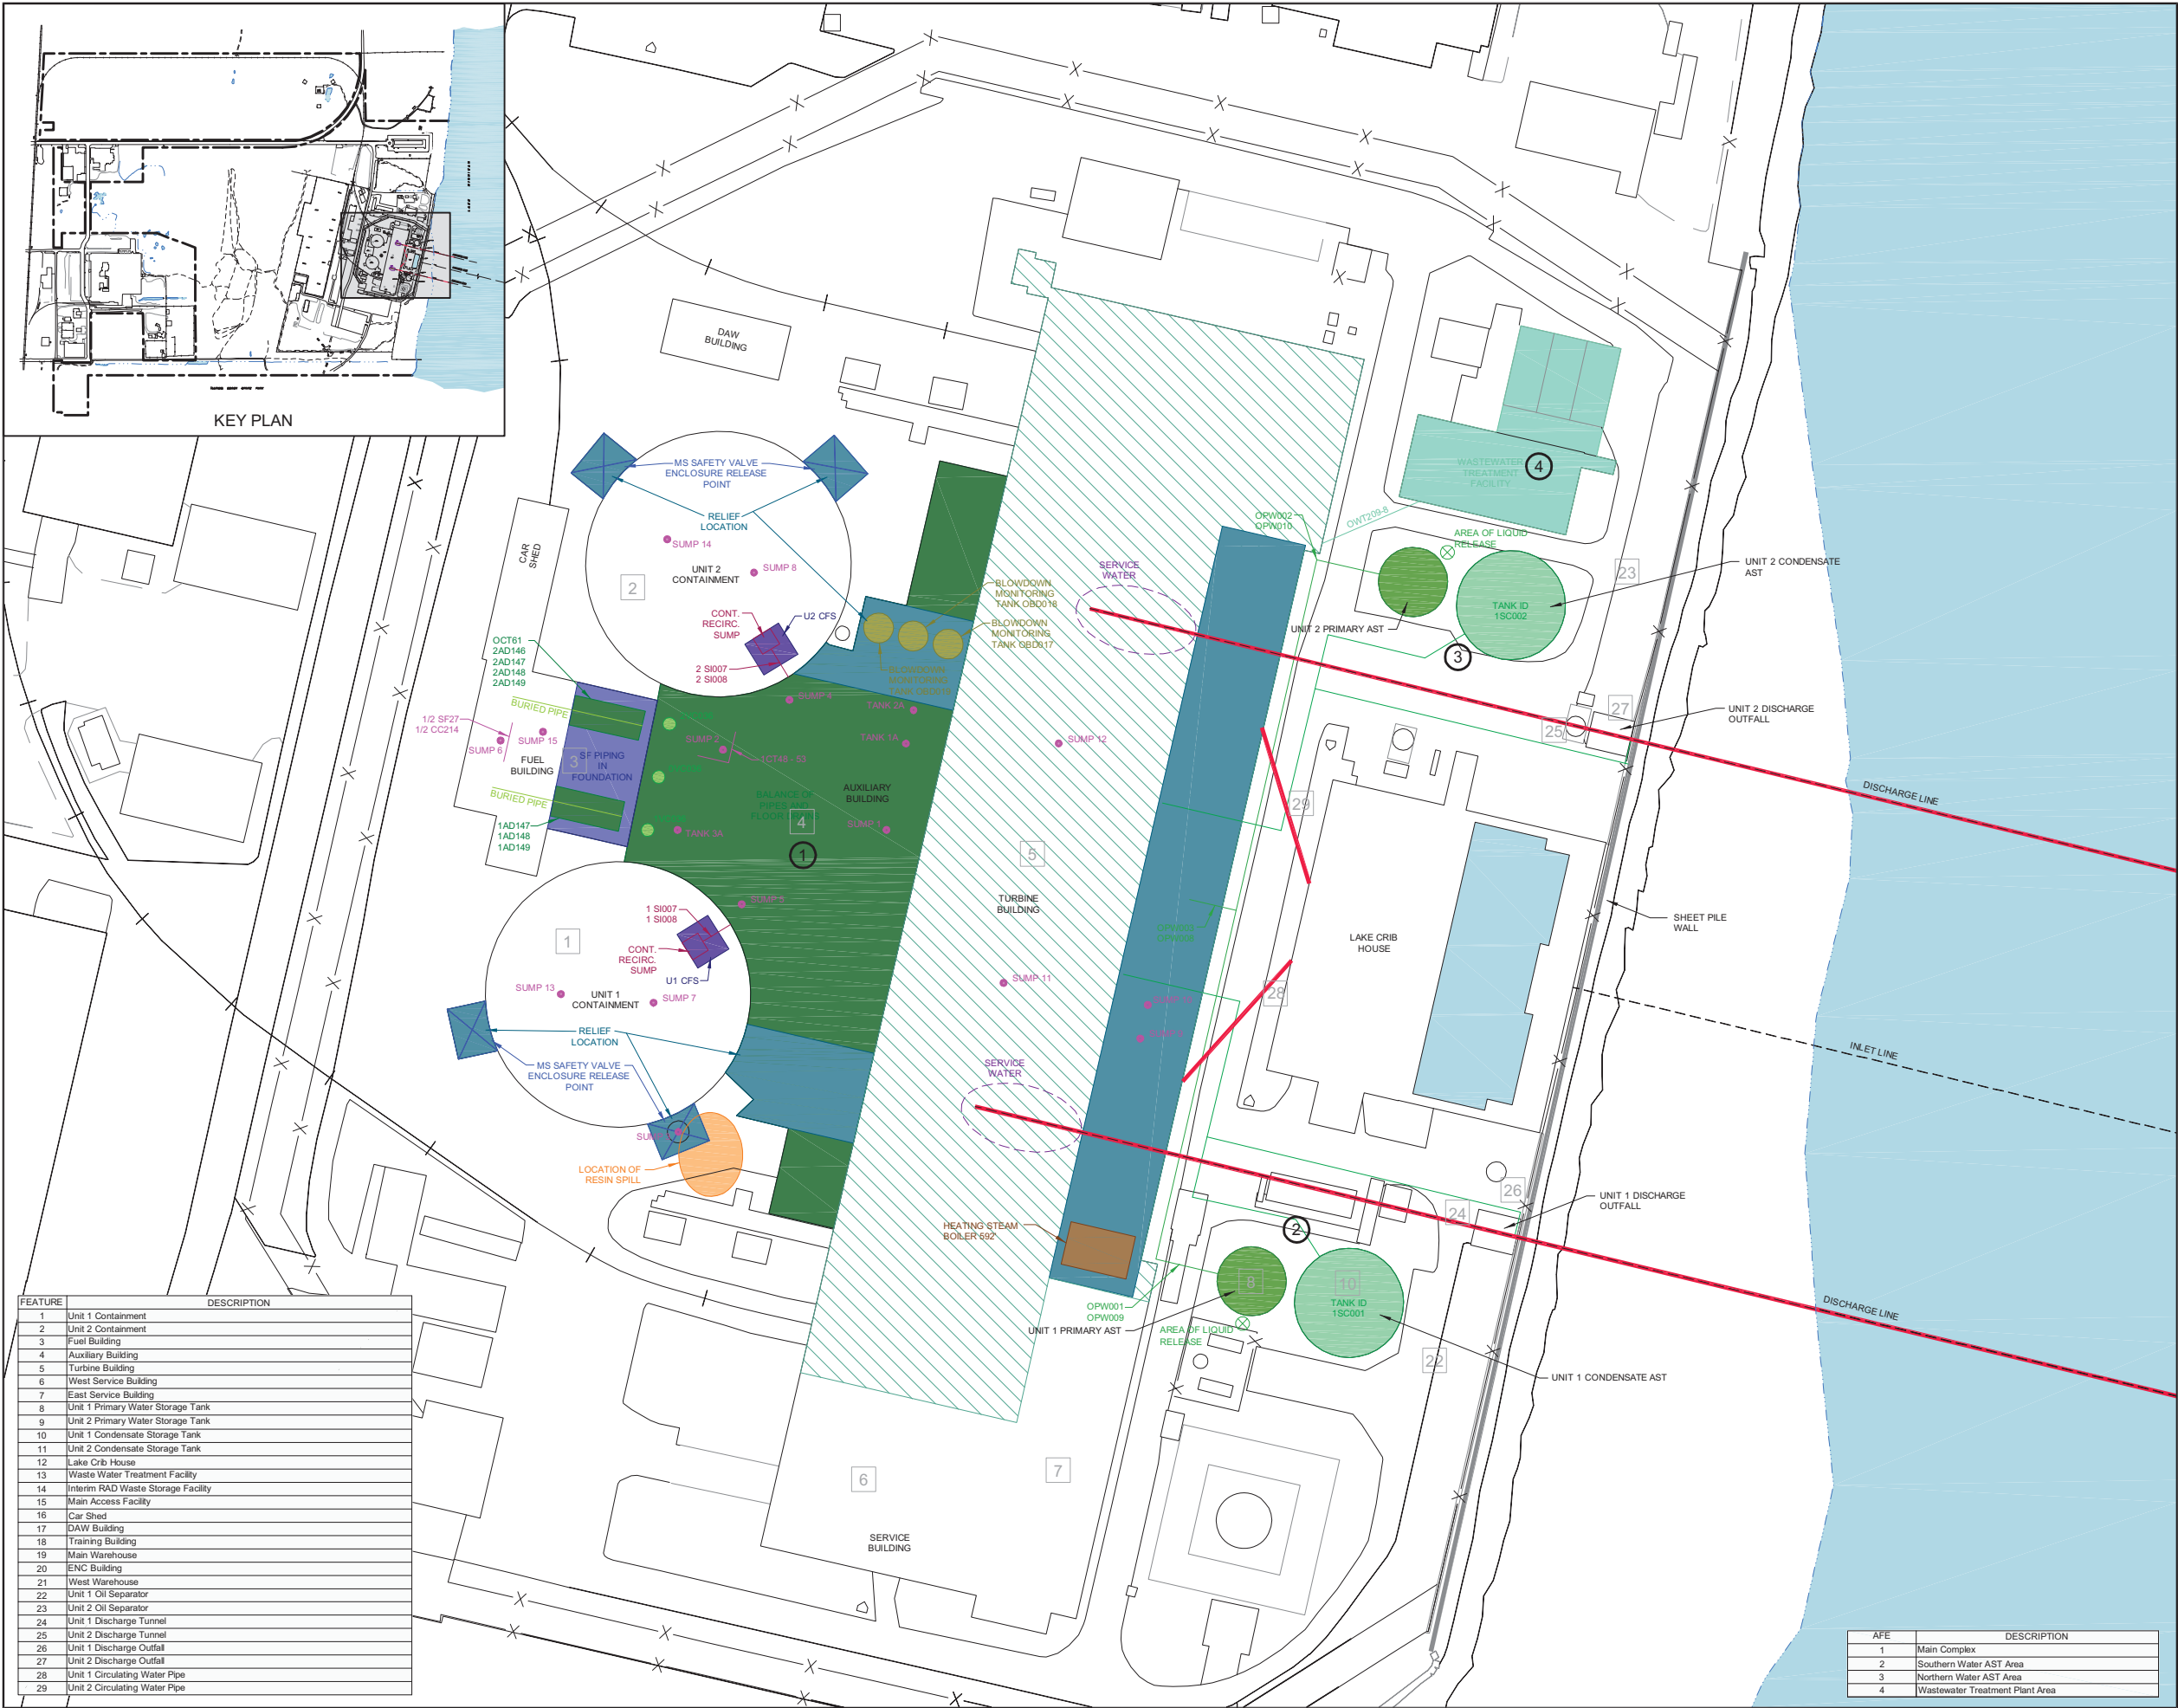 KEY PLAN
DAW
BUILDING
MS SAFETY VALVE
ENCLOSURE RELEASE
POINT
RELIEF
LOCATION
SUMP 14
SUMP 8
UNIT 2
CONTAINMENT
2
CAR
SHED
CONT.
RECIRC.
SUMP
U2 CFS
2 SI007
2 SI008
OCT61
2AD146
2AD147
2AD148
2AD149
BURIED PIPE
1/2 SF27
1/2 CC214
SUMP 6
SUMP 15
FUEL
BUILDING
3
SF PIPING
IN
FOUNDATION
BURIED PIPE
1AD147
1AD148
1AD149
BLOWDOWN
MONITORING
TANK OBD018
BLOWDOWN
MONITORING
TANK OBD017
BLOWDOWN
MONITORING
TANK 2A
TANK 1A
SUMP 2
1CT48 - 53
AUXILIARY
BUILDING
BALANCE OF
PIPES AND
FLOOR
4
1
SUMP 1
TANK 3A
SUMP 12
SERVICE
WATER
OPW002
OPW010
OWT209-8
WASTEWATER
TREATMENT
FACILITY
4
AREA OF LIQUID
RELEASE
UNIT 2 CONDENSATE
AST
TANK ID
1SC002
UNIT 2 PRIMARY AST
3
23
27
25
UNIT 2 DISCHARGE
OUTFALL
DISCHARGE LINE
29
5
TURBINE
BUILDING
LAKE CRIB
HOUSE
SHEET PILE
WALL
28
INLET LINE
1
1 SI007
1 SI008
CONT.
RECIRC.
SUMP
U1 CFS
SUMP 13
UNIT 1
CONTAINMENT
SUMP 7
SUMP 11
RELIEF
LOCATION
MS SAFETY VALVE
ENCLOSURE RELEASE
POINT
SERVICE
WATER
LOCATION OF
RESIN SPILL
HEATING STEAM
BOILER 592'
2
24
26
UNIT 1 DISCHARGE
OUTFALL
DISCHARGE LINE
8
10
TANK ID
1SC001
OPW001
OPW009
UNIT 1 PRIMARY AST
AREA OF LIQUID
RELEASE
22
UNIT 1 CONDENSATE AST
6
7
SERVICE
BUILDING
FEATURE DESCRIPTION
1 Unit 1 Containment
2 Unit 2 Containment
3 Fuel Building
4 Auxiliary Building
5 Turbine Building
6 West Service Building
7 East Service Building
8 Unit 1 Primary Water Storage Tank
9 Unit 2 Primary Water Storage Tank
10 Unit 1 Condensate Storage Tank
11 Unit 2 Condensate Storage Tank
12 Lake Crib House
13 Waste Water Treatment Facility
14 Interim RAD Waste Storage Facility
15 Main Access Facility
16 Car Shed
17 DAW Building
18 Training Building
19 Main Warehouse
20 ENC Building
21 West Warehouse
22 Unit 1 Oil Separator
23 Unit 2 Oil Separator
24 Unit 1 Discharge Tunnel
25 Unit 2 Discharge Tunnel
26 Unit 1 Discharge Outfall
27 Unit 2 Discharge Outfall
28 Unit 1 Circulating Water Pipe
29 Unit 2 Circulating Water Pipe
AFE DESCRIPTION
1 Main Complex
2 Southern Water AST Area
3 Northern Water AST Area
4 Wastewater Treatment Plant Area